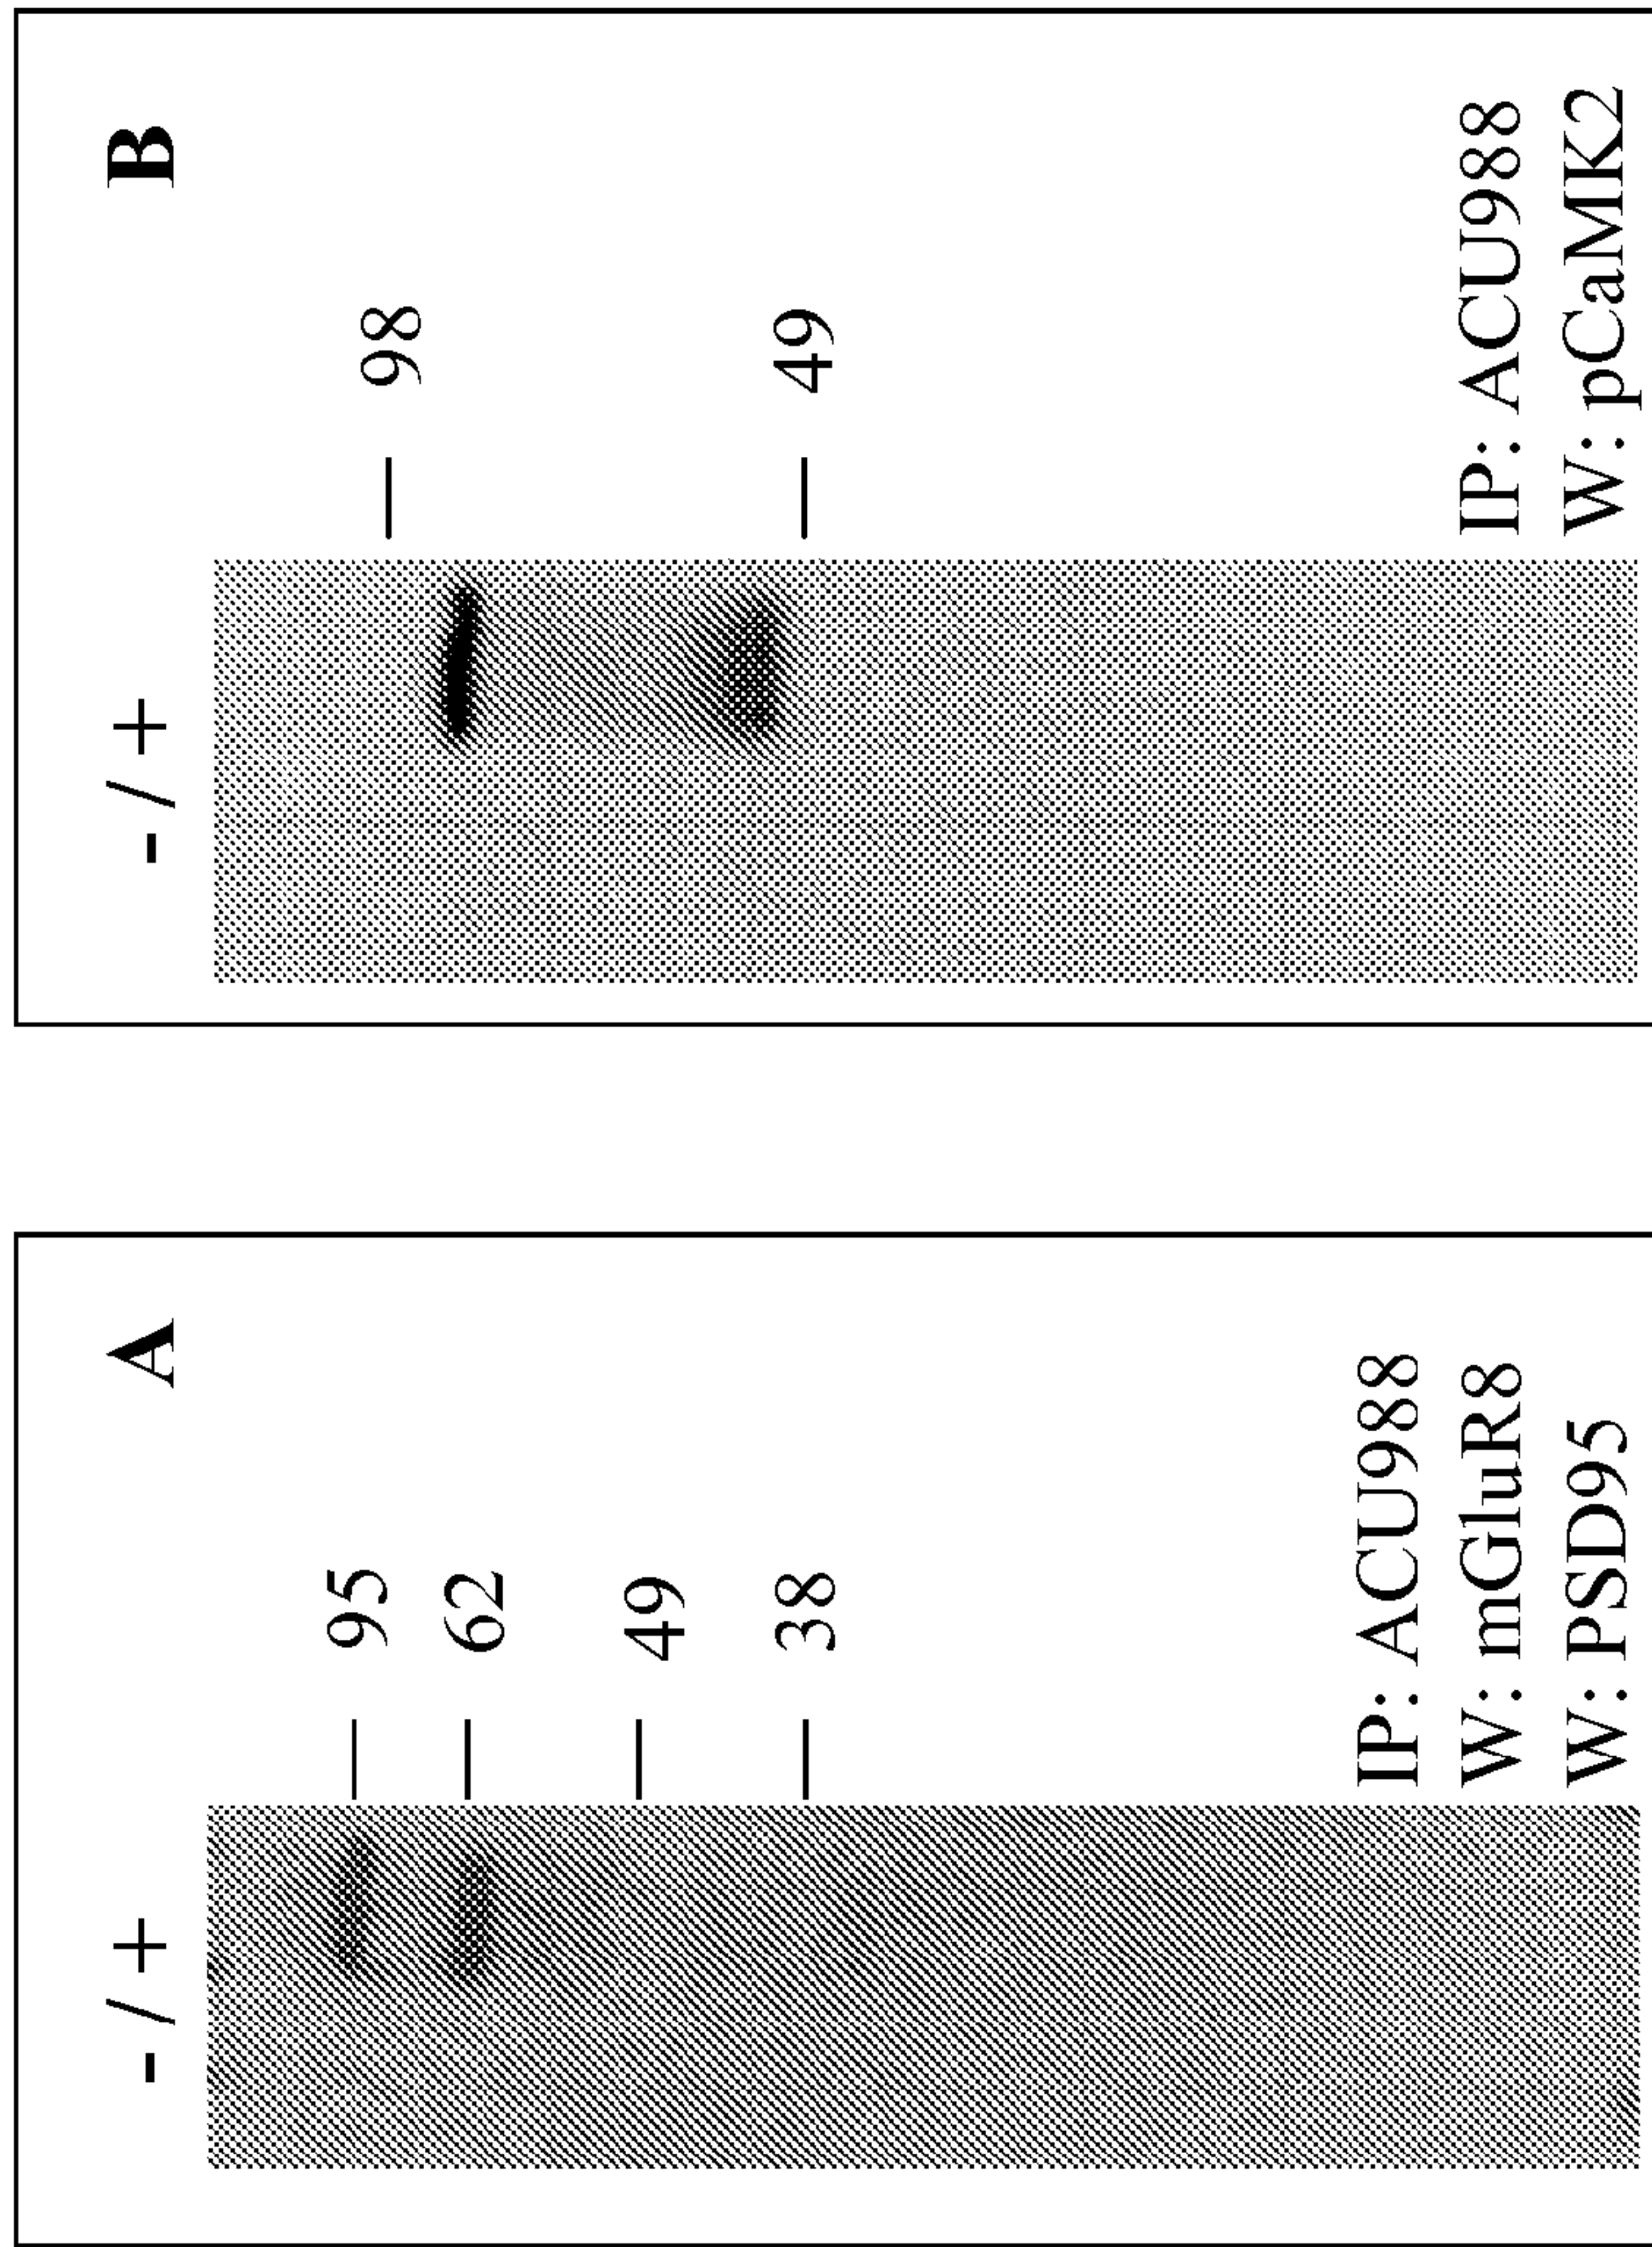 - / +
A
95
62
49
38
IP: ACU988
W: mGluR8
W: PSD95
- / +
B
98
49
IP: ACU988
W: pCaMK2